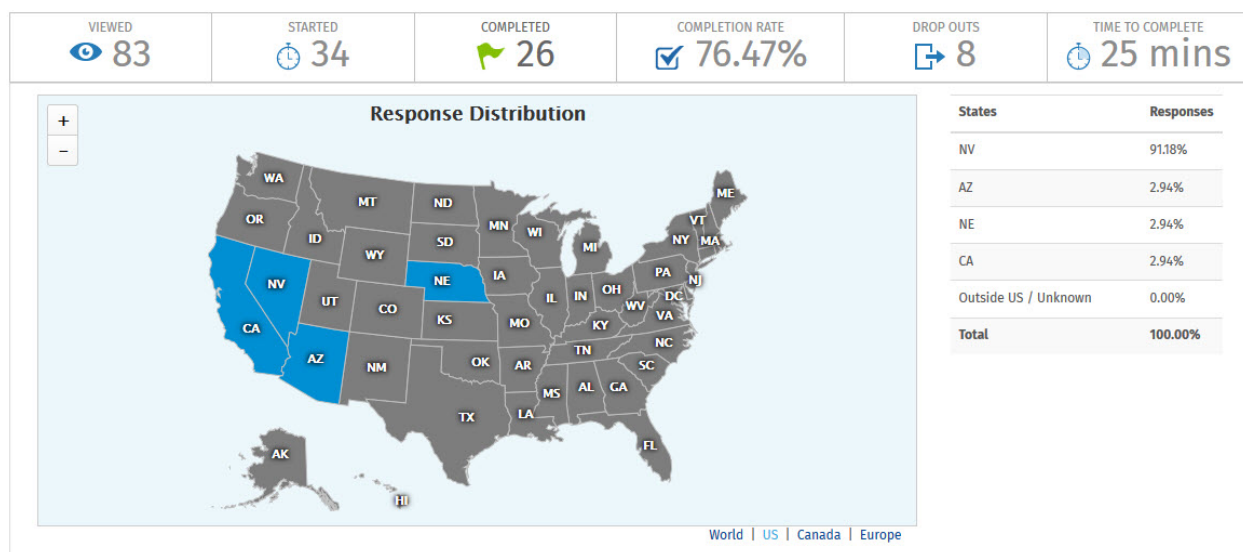 VIEWED
83
STARTED
34
COMPLETED
26
COMPLETION RATE
76.47%
DROP OUTS
8
TIME TO COMPLETE
25 mins
+
−
Response Distribution
WA
MT
ND
MN
ME
OR
ID
WY
SD
WI
MI
VT
NY
MA
NV
UT
NE
IA
IL
IN
OH
PA
NJ
DC
CA
CO
KS
MO
KY
WV
VA
AZ
NM
OK
AR
TN
NC
SC
TX
LA
MS
AL
GA
FL
AK
HI
World | US | Canada | Europe
States Responses
NV 91.18%
AZ 2.94%
NE 2.94%
CA 2.94%
Outside US / Unknown 0.00%
Total 100.00%